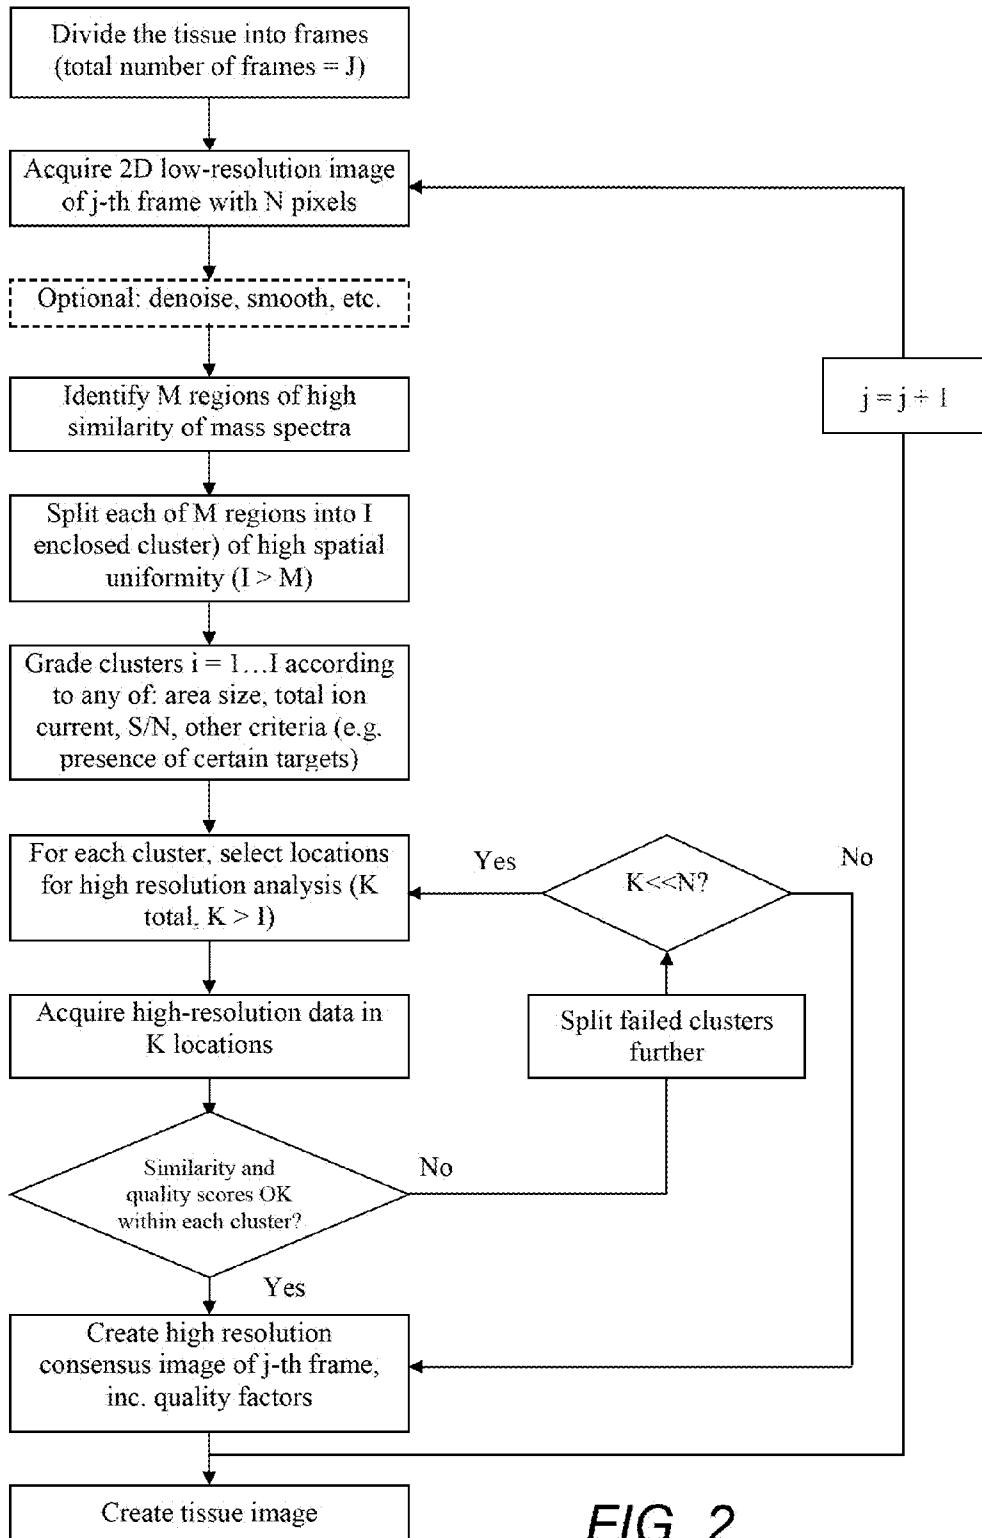 Divide the tissue into frames
(total number of frames = J)
Acquire 2D low-resolution image
of j-th frame with N pixels
Optional: denoise, smooth, etc.
Identify M regions of high
similarity of mass spectra
j = j + 1
Split each of M regions into I
enclosed cluster) of high spatial
uniformity (I > M)
Grade clusters i = 1…I according
to any of: area size, total ion
current, S/N, other criteria (e.g.
presence of certain targets)
For each cluster, select locations
for high resolution analysis (K
total, K > I)
Yes
K<<N?
No
Acquire high-resolution data in
K locations
Split failed clusters
further
Similarity and
quality scores OK
within each cluster?
No
Yes
Create high resolution
consensus image of j-th frame,
inc. quality factors
Create tissue image
FIG. 2